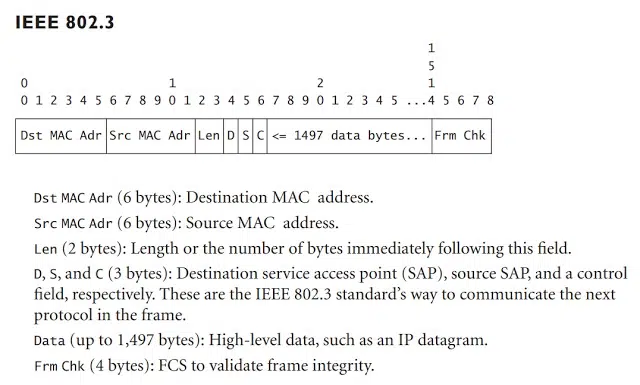 IEEE 802.3
1
5
0 1 2 1
0 1 2 3 4 5 6 7 8 9 0 1 2 3 4 5 6 7 8 9 0 1 2 3 4 5 ...4 5 6 7 8
Dst MAC Adr Src MAC Adr Len D S C <= 1497 data bytes... Frm Chk
Dst MAC Adr (6 bytes): Destination MAC address.
Src MAC Adr (6 bytes): Source MAC address.
Len (2 bytes): Length or the number of bytes immediately following this field.
D, S, and C (3 bytes): Destination service access point (SAP), source SAP, and a control
field, respectively. These are the IEEE 802.3 standard's way to communicate the next
protocol in the frame.
Data (up to 1,497 bytes): High-level data, such as an IP datagram.
Frm Chk (4 bytes): FCS to validate frame integrity.